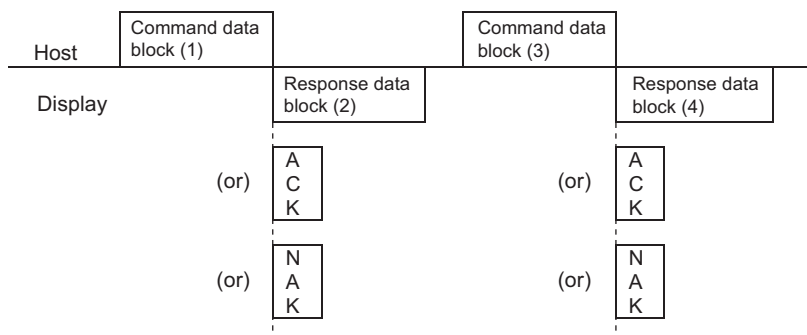 Command data
block (1)
Command data
block (3)
Host
Response data
block (2)
Response data
block (4)
Display
(or)
A
C
K
(or)
A
C
K
(or)
N
A
K
(or)
N
A
K